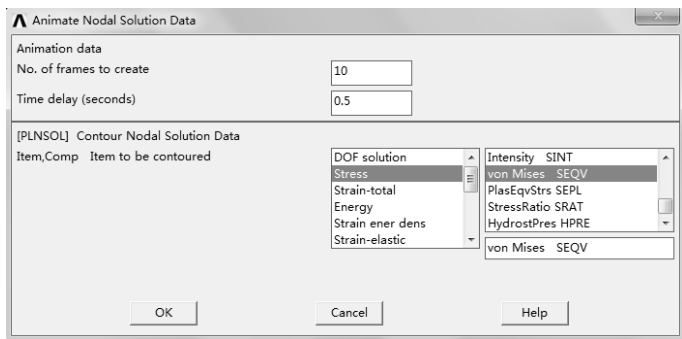 Animate Nodal Solution Data
Animation data
No. of frames to create 10
Time delay (seconds) 0.5
[PLNSOL] Contour Nodal Solution Data
Item,Comp Item to be contoured
DOF solution
Stress
Strain-total
Energy
Strain ener dens
Strain-elastic
Intensity SINT
von Mises SEQV
PlasEqvStrs SEPL
StressRatio SRAT
HydrostPres HPRE
von Mises SEQV
OK Cancel Help